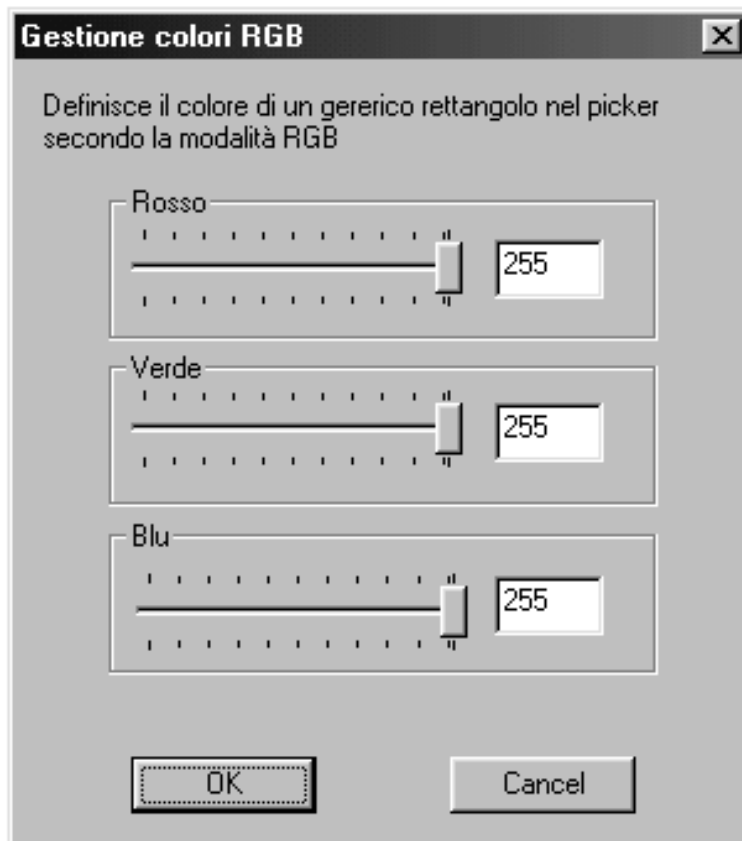 Gestione colori RGB
Definisce il colore di un gererico rettangolo nel picker
secondo la modalità RGB
Rosso
255
Verde
255
Blu
255
OK
Cancel